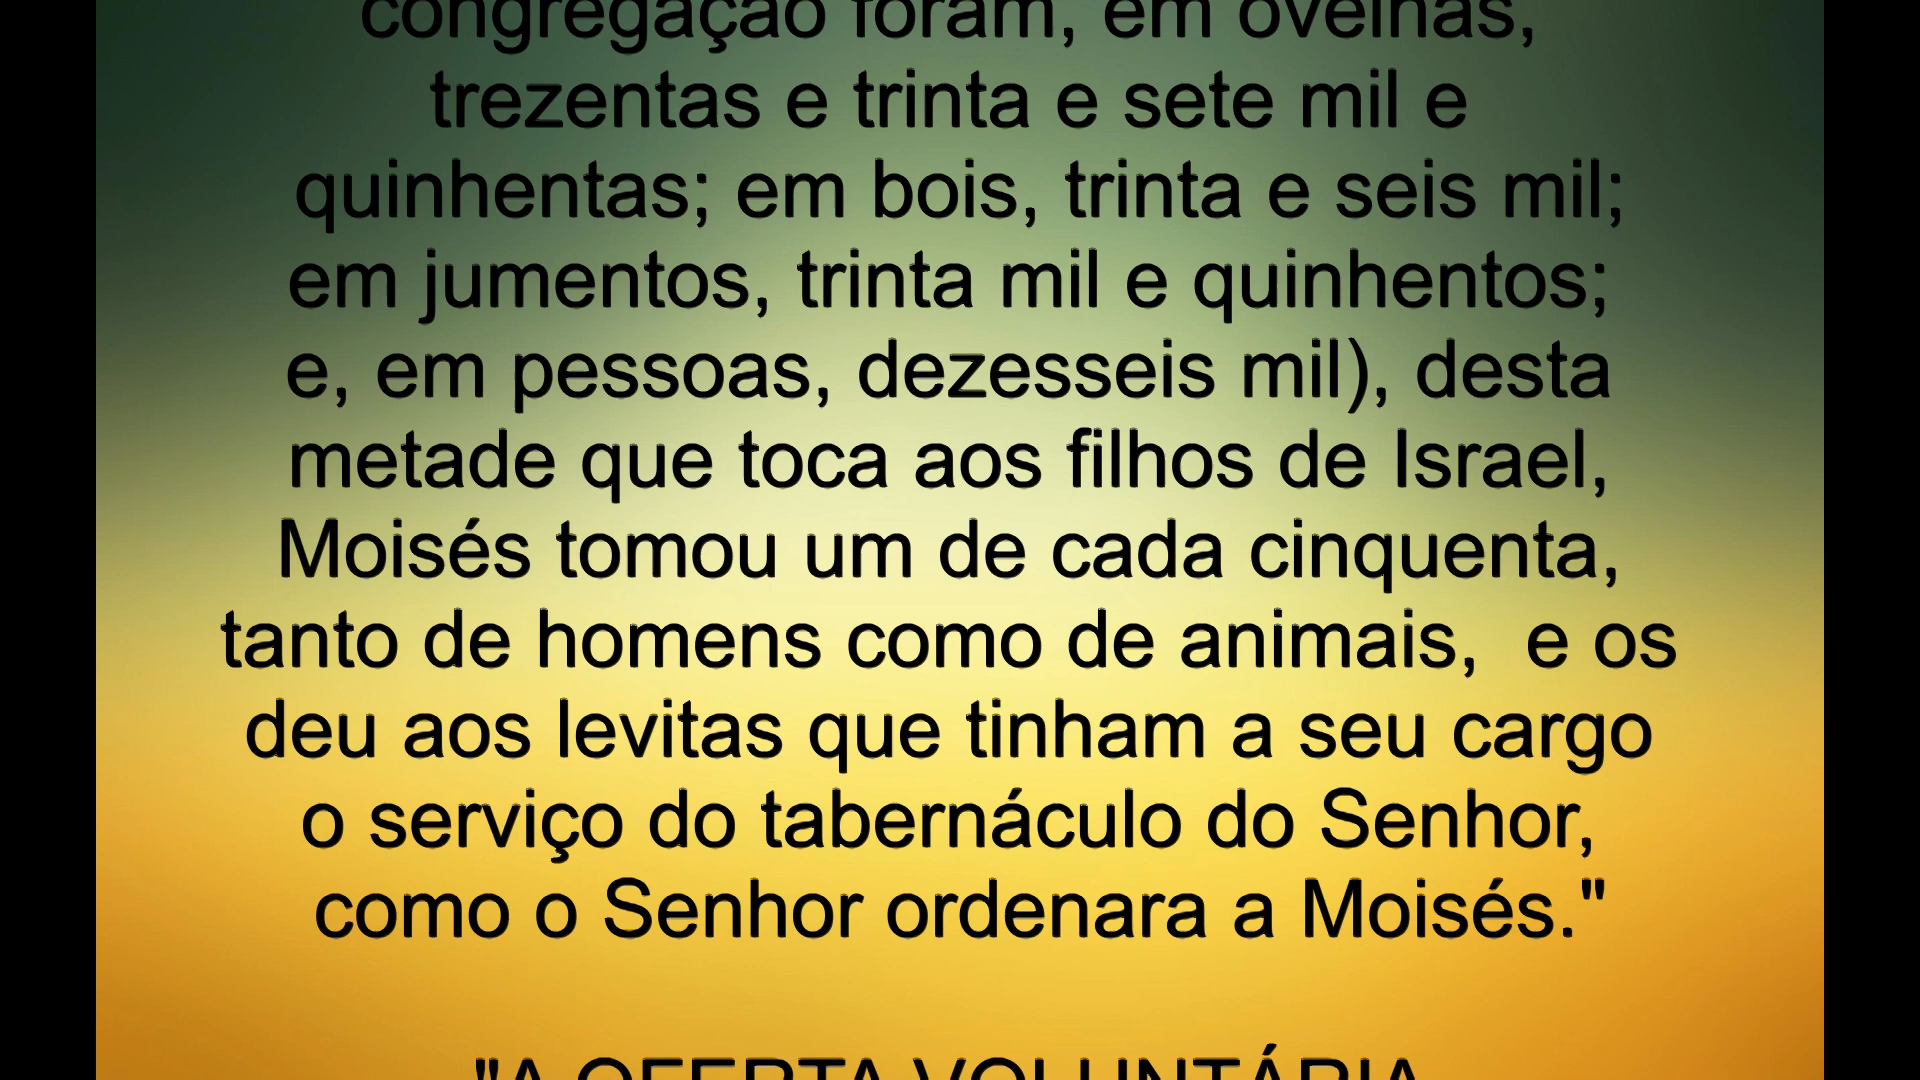 congregação foram, em ovelhas,
trezentas e trinta e sete mil e
quinhentas; em bois, trinta e seis mil;
em jumentos, trinta mil e quinhentos;
e, em pessoas, dezesseis mil), desta
metade que toca aos filhos de Israel,
Moisés tomou um de cada cinquenta,
tanto de homens como de animais,  e os
deu aos levitas que tinham a seu cargo
o serviço do tabernáculo do Senhor,
como o Senhor ordenara a Moisés."
"A OFERTA VOLUNTÁRIA